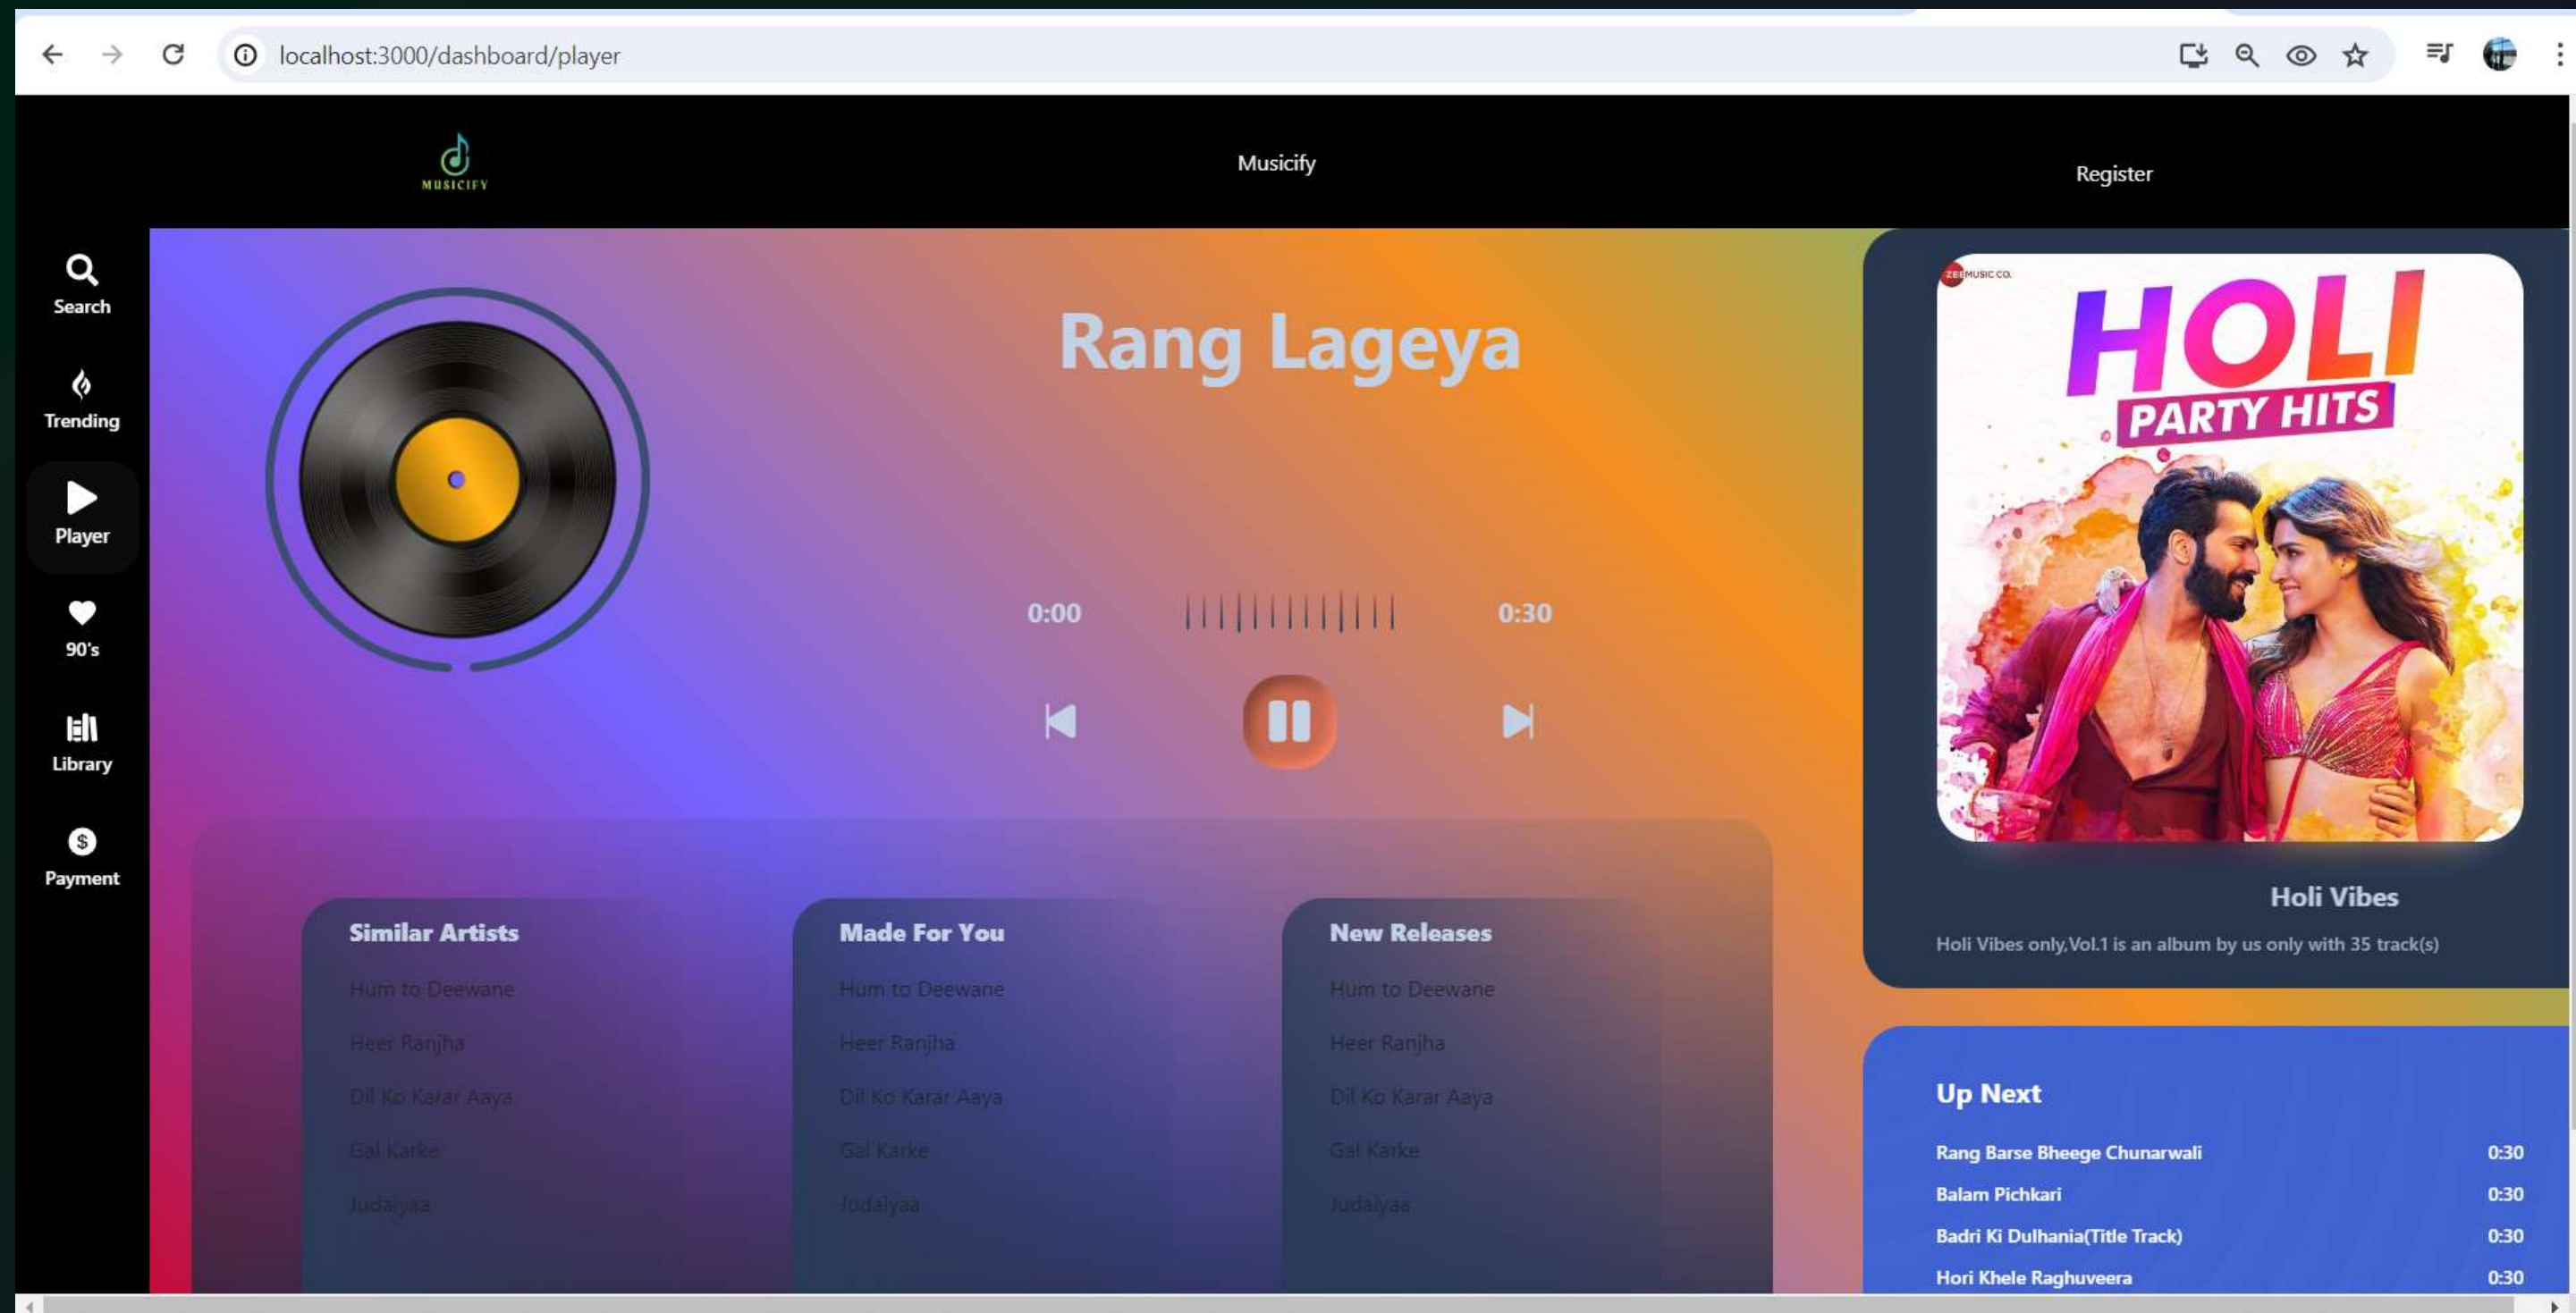 localhost:3000/dashboard/player
MUSICIFY
Musicify
Register
Search
Trending
Player
90's
Library
Payment
Rang Lageya
0:00
0:30
Similar Artists
Hum to Deewane
Heer Ranjha
Dil Ko Karar Aaya
Gal Karke
Judaiyaa
Made For You
Hum to Deewane
Heer Ranjha
Dil Ko Karar Aaya
Gal Karke
Judaiyaa
New Releases
Hum to Deewane
Heer Ranjha
Dil Ko Karar Aaya
Gal Karke
Judaiyaa
ZEEMUSIC CO.
HOLI
PARTY HITS
Holi Vibes
Holi Vibes only,Vol.1 is an album by us only with 35 track(s)
Up Next
Rang Barse Bheege Chunarwali 0:30
Balam Pichkari 0:30
Badri Ki Dulhania(Title Track) 0:30
Hori Khele Raghuveera 0:30